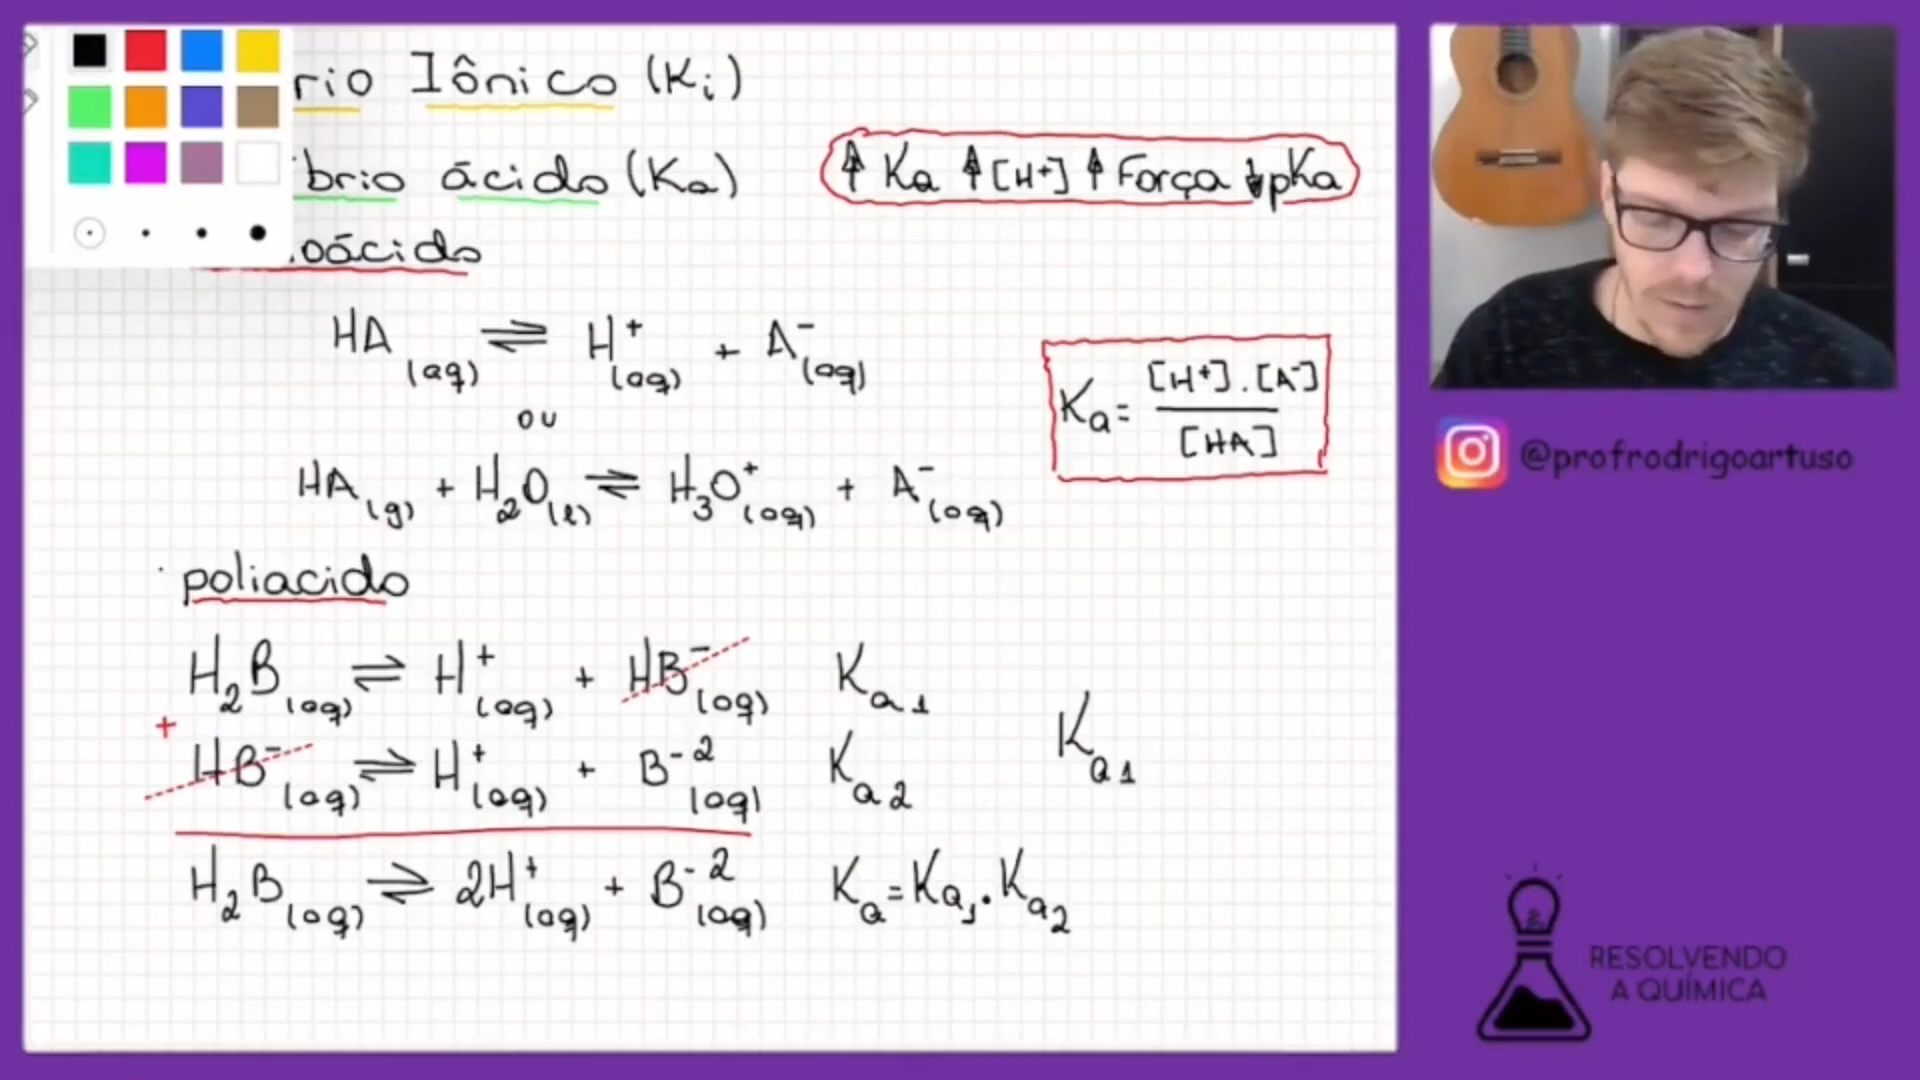 rio Iônico (Ki)
brio ácido (Ka)
↑ Ka ↑ [H+] ↑ Força ↓ pKa
oácido
HA(aq) ⇌ H+(aq) + A-(aq)
ou
HA(g) + H2O(l) ⇌ H3O+(aq) + A-(aq)
Ka = [H+].[A-] / [HA]
poliacido
H2B(aq) ⇌ H+(aq) + HB-(aq) Ka1
+
HB-(aq) ⇌ H+(aq) + B-2(aq) Ka2
Ka1
H2B(aq) ⇌ 2H+(aq) + B-2(aq) Ka = Ka1 . Ka2
@profrodrigoartuso
RESOLVENDO
A QUÍMICA